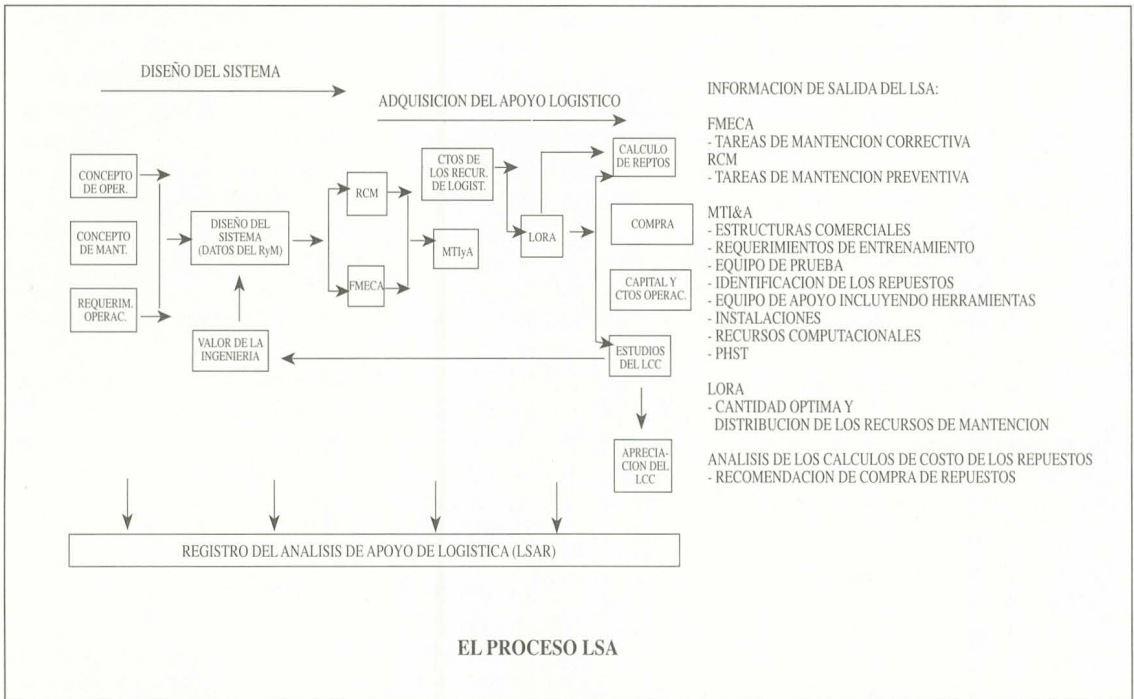 DISEÑO DEL SISTEMA
ADQUISICION DEL APOYO LOGISTICO
CONCEPTO
DE OPER.
CONCEPTO
DE MANT.
REQUERIM.
OPERAC.
DISEÑO DEL
SISTEMA
(DATOS DEL RyM)
VALOR DE LA
INGENIERIA
RCM
FMECA
MTIyA
CTOS DE
LOS RECUR.
DE LOGIST.
LORA
CALCULO
DE REPTOS
COMPRA
CAPITAL Y
CTOS OPERAC.
ESTUDIOS
DEL LCC
APRECIA-
CION DEL
LCC
REGISTRO DEL ANALISIS DE APOYO DE LOGISTICA (LSAR)
INFORMACION DE SALIDA DEL LSA:
FMECA
- TAREAS DE MANTENCION CORRECTIVA
RCM
- TAREAS DE MANTENCION PREVENTIVA
MTI&A
- ESTRUCTURAS COMERCIALES
- REQUERIMIENTOS DE ENTRENAMIENTO
- EQUIPO DE PRUEBA
- IDENTIFICACION DE LOS REPUESTOS
- EQUIPO DE APOYO INCLUYENDO HERRAMIENTAS
- INSTALACIONES
- RECURSOS COMPUTACIONALES
- PHST
LORA
- CANTIDAD OPTIMA Y
DISTRIBUCION DE LOS RECURSOS DE MANTENCION
ANALISIS DE LOS CALCULOS DE COSTO DE LOS REPUESTOS
- RECOMENDACION DE COMPRA DE REPUESTOS
EL PROCESO LSA